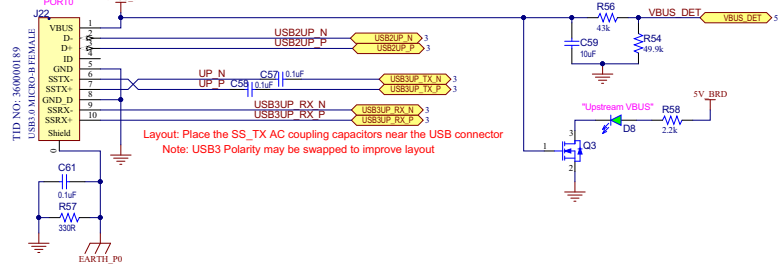 PORT0
J22
TID NO: 360000189
USB3.0 MICRO-B FEMALE
VBUS 1
D- 2
D+ 3
ID 4
GND 5
SSTX- 6
SSTX+ 7
GND_D 8
SSRX- 9
SSRX+ 10
Shield
0
USB2UP_N USB2UP_N 3
USB2UP_P USB2UP_P 3
UP_N C57 0.1uF USB3UP_TX_N 3
UP_P C58 0.1uF USB3UP_TX_P 3
USB3UP_RX_N USB3UP_RX_N 3
USB3UP_RX_P USB3UP_RX_P 3
Layout: Place the SS_TX AC coupling capacitors near the USB connector
Note: USB3 Polarity may be swapped to improve layout
C61
0.1uF
R57
330R
EARTH_P0
R56
43k
VBUS_DET VBUS_DET 5
C59
10uF
R54
49.9k
"Upstream VBUS"
D8
R58
2.2k
5V_BRD
3
1
Q3
2